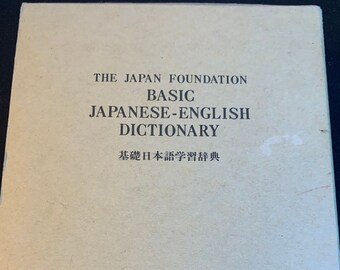 THE JAPAN FOUNDATION
BASIC
JAPANESE-ENGLISH
DICTIONARY
基礎日本語学習辞典